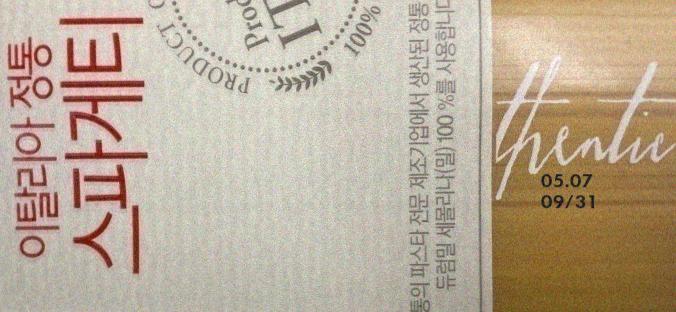 이탈리아 정통
스파게티
PRODUCT
Prod
IT
100%
통의 파스타 전문 제조기업에서 생산된 정통
듀럼밀 세몰리나(밀) 100 %를 사용합니다
thentic
05.07
09/31